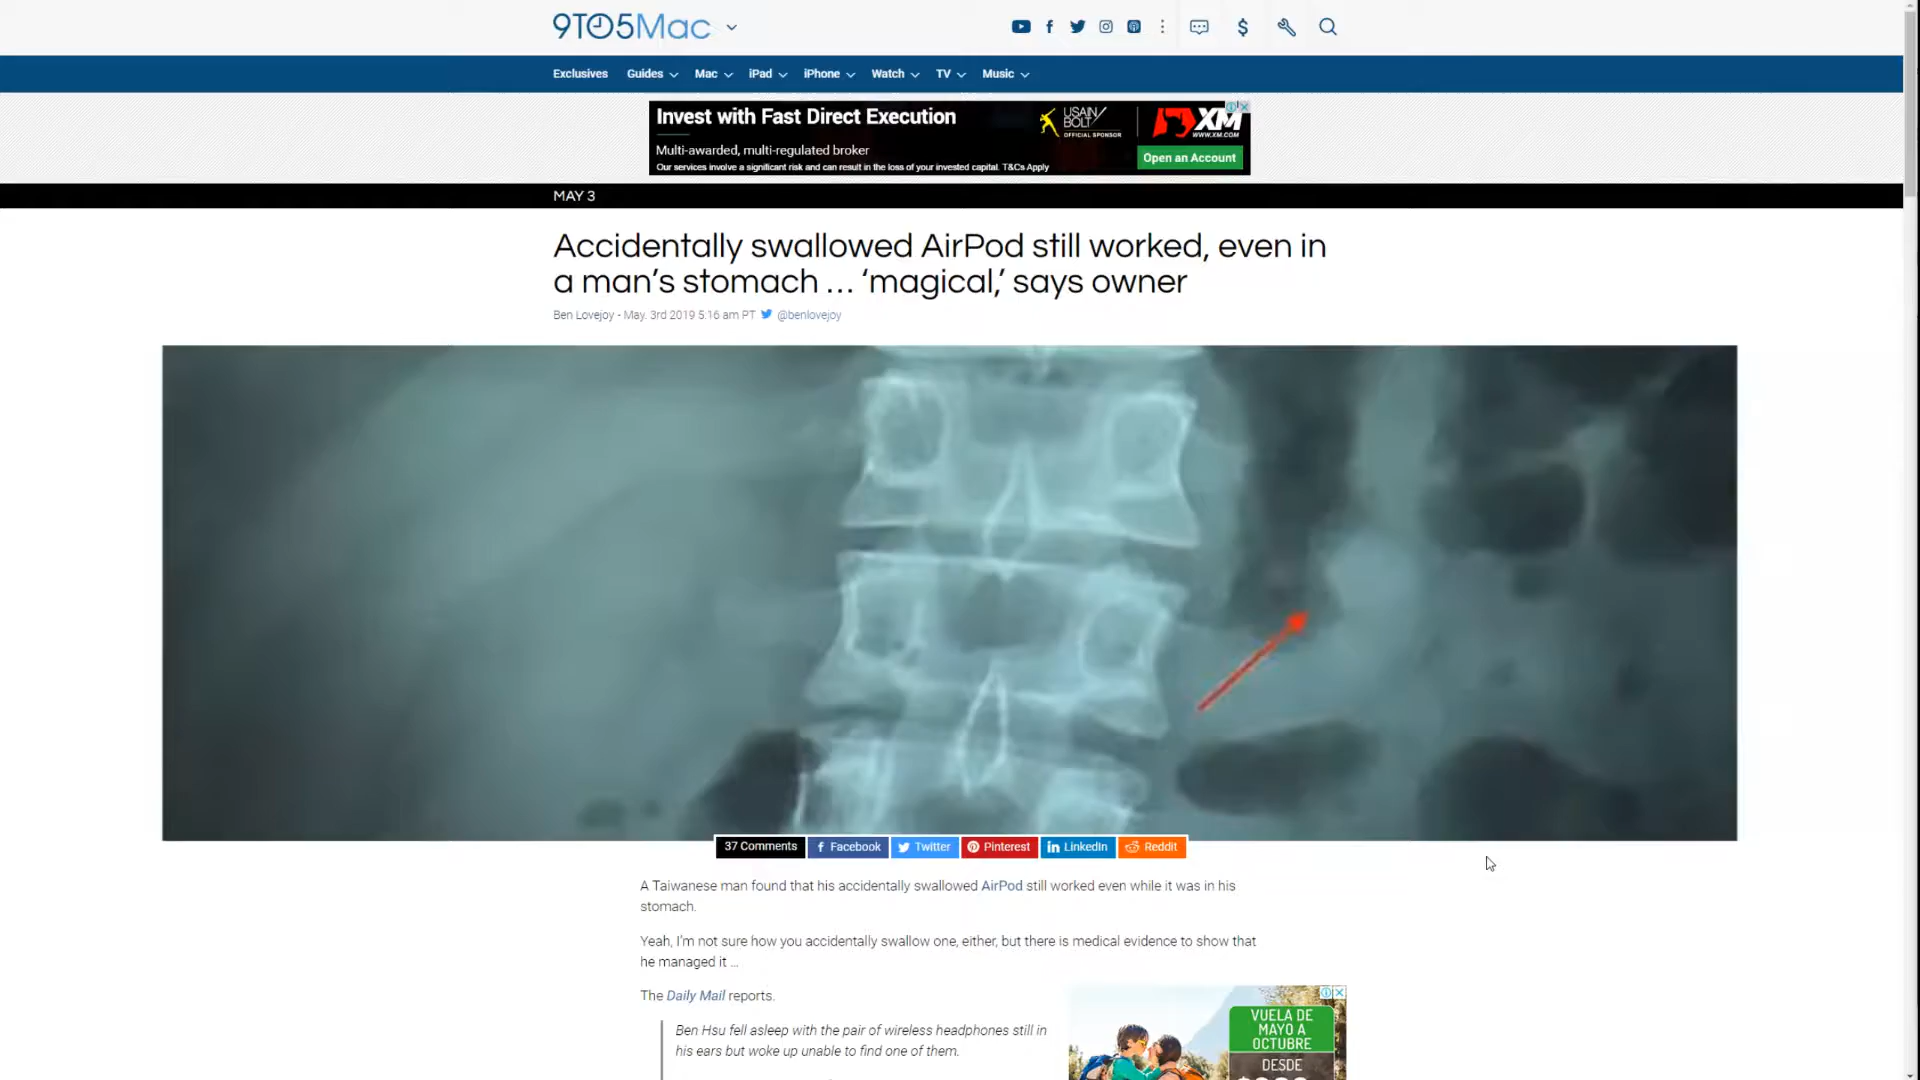 9TO5Mac
Exclusives Guides Mac iPad iPhone Watch TV Music
Invest with Fast Direct Execution
Multi-awarded, multi-regulated broker
Our services involve a significant risk and can result in the loss of your invested capital. T&Cs Apply
USAIN
BOLT
OFFICIAL SPONSOR
XM
WWW.XM.COM
Open an Account
MAY 3
Accidentally swallowed AirPod still worked, even in
a man’s stomach … ‘magical,’ says owner
Ben Lovejoy - May. 3rd 2019 5:16 am PT @benlovejoy
37 Comments Facebook Twitter Pinterest LinkedIn Reddit
A Taiwanese man found that his accidentally swallowed AirPod still worked even while it was in his
stomach.
Yeah, I’m not sure how you accidentally swallow one, either, but there is medical evidence to show that
he managed it …
The Daily Mail reports.
Ben Hsu fell asleep with the pair of wireless headphones still in
his ears but woke up unable to find one of them.
VUELA DE
MAYO A
OCTUBRE
DESDE